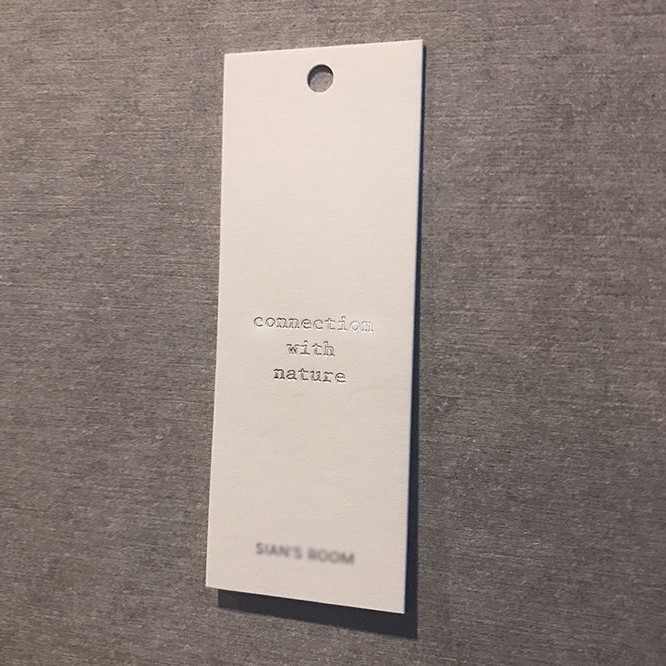 connection
with
nature
SIAN'S ROOM